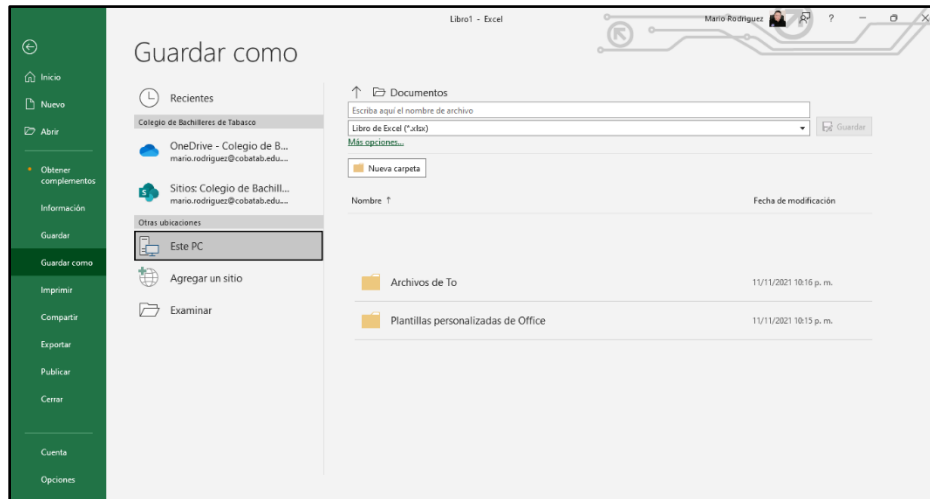 Libro1 - Excel
Mario Rodriguez
?
Guardar como
Inicio
Nuevo
Abrir
Obtener
complementos
Información
Guardar
Guardar como
Imprimir
Compartir
Exportar
Publicar
Cerrar
Cuenta
Opciones
Recientes
Colegio de Bachilleres de Tabasco
OneDrive - Colegio de B...
mario.rodriguez@cobatab.edu....
Sitios: Colegio de Bachill...
mario.rodriguez@cobatab.edu....
Otras ubicaciones
Este PC
Agregar un sitio
Examinar
Documentos
Escriba aquí el nombre de archivo
Libro de Excel (*.xlsx)
Guardar
Más opciones...
Nueva carpeta
Nombre ↑
Fecha de modificación
Archivos de To
11/11/2021 10:16 p. m.
Plantillas personalizadas de Office
11/11/2021 10:15 p. m.